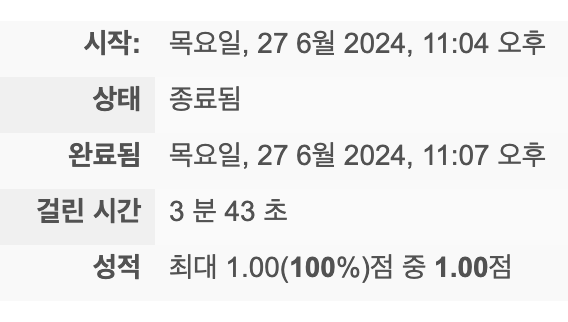 시작: 목요일, 27 6월 2024, 11:04 오후
상태 종료됨
완료됨 목요일, 27 6월 2024, 11:07 오후
걸린 시간 3 분 43 초
성적 최대 1.00(100%)점 중 1.00점